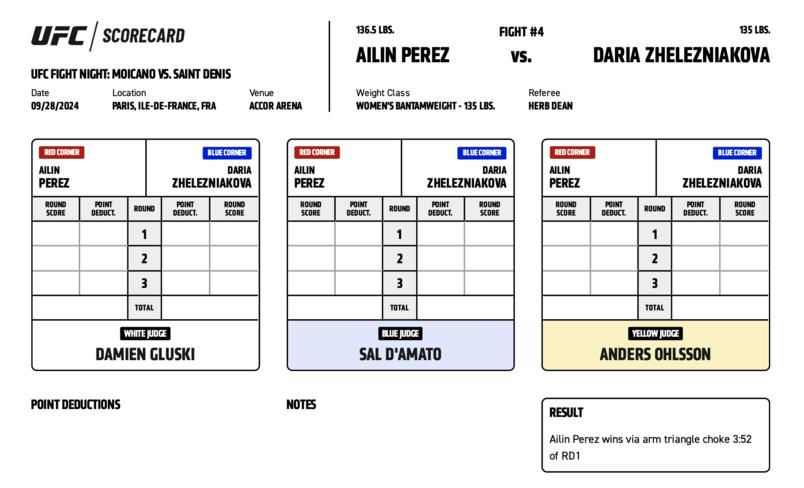 UFC / SCORECARD
UFC FIGHT NIGHT: MOICANO VS. SAINT DENIS
Date Location Venue
09/28/2024 PARIS, ILE-DE-FRANCE, FRA ACCOR ARENA
136.5 LBS. FIGHT #4 135 LBS.
AILIN PEREZ VS. DARIA ZHELEZNIAKOVA
Weight Class Referee
WOMEN'S BANTAMWEIGHT - 135 LBS. HERB DEAN
RED CORNER BLUE CORNER
AILIN DARIA
PEREZ ZHELEZNIAKOVA
ROUND POINT ROUND POINT ROUND
SCORE DEDUCT. DEDUCT. SCORE
1
2
3
TOTAL
WHITE JUDGE
DAMIEN GLUSKI
RED CORNER BLUE CORNER
AILIN DARIA
PEREZ ZHELEZNIAKOVA
ROUND POINT ROUND POINT ROUND
SCORE DEDUCT. DEDUCT. SCORE
1
2
3
TOTAL
BLUE JUDGE
SAL D'AMATO
RED CORNER BLUE CORNER
AILIN DARIA
PEREZ ZHELEZNIAKOVA
ROUND POINT ROUND POINT ROUND
SCORE DEDUCT. DEDUCT. SCORE
1
2
3
TOTAL
YELLOW JUDGE
ANDERS OHLSSON
POINT DEDUCTIONS
NOTES
RESULT
Ailin Perez wins via arm triangle choke 3:52
of RD1